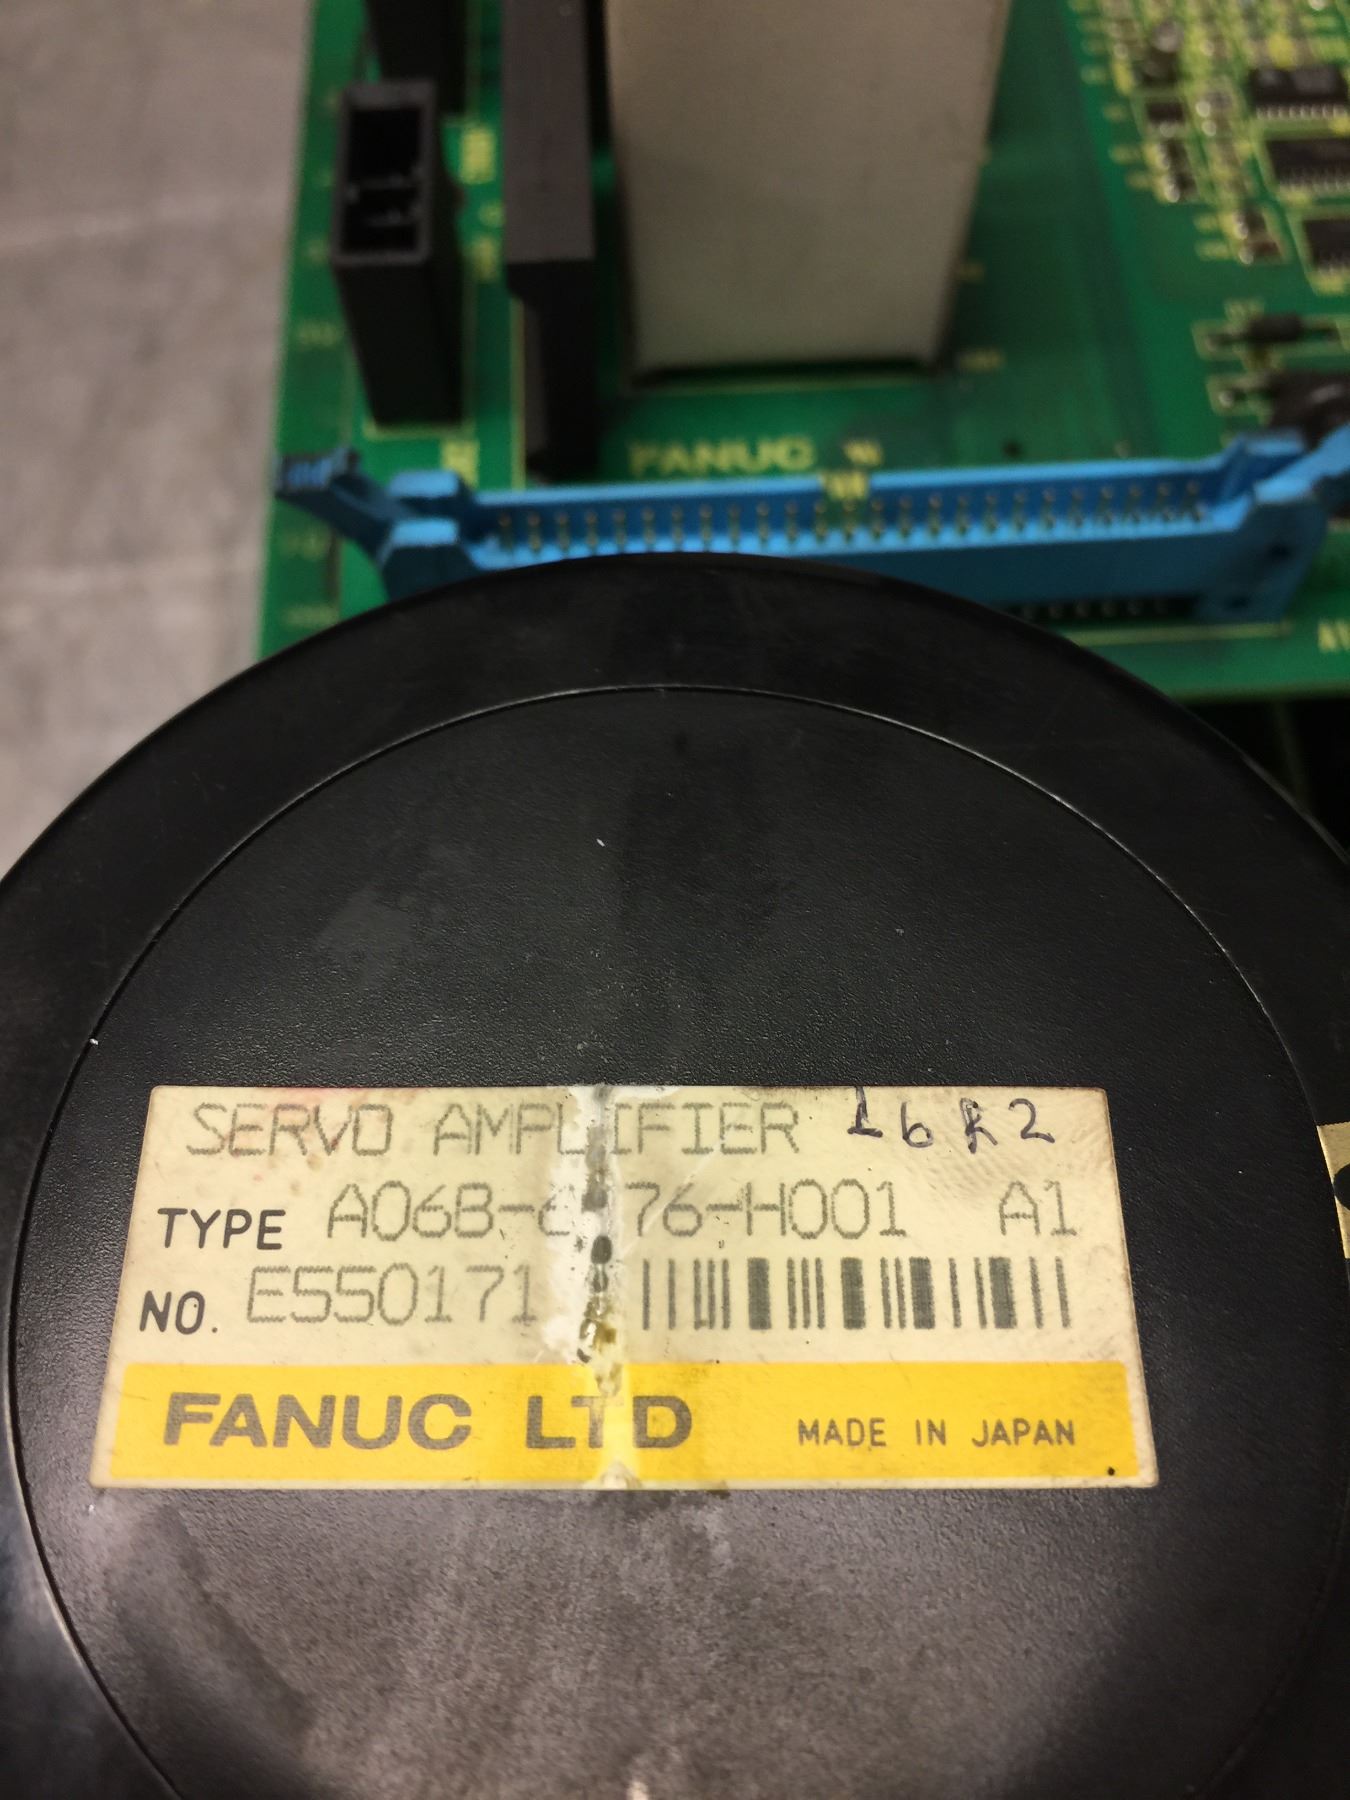 FANUC
SERVO AMPLIFIER 16R2
TYPE A06B-6 76-H001 A1
NO. E550171
FANUC LTD MADE IN JAPAN